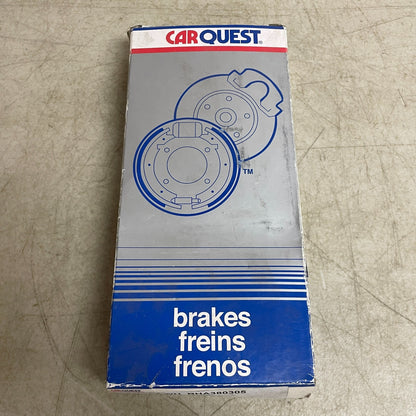 CARQUEST®
TM
brakes
freins
frenos